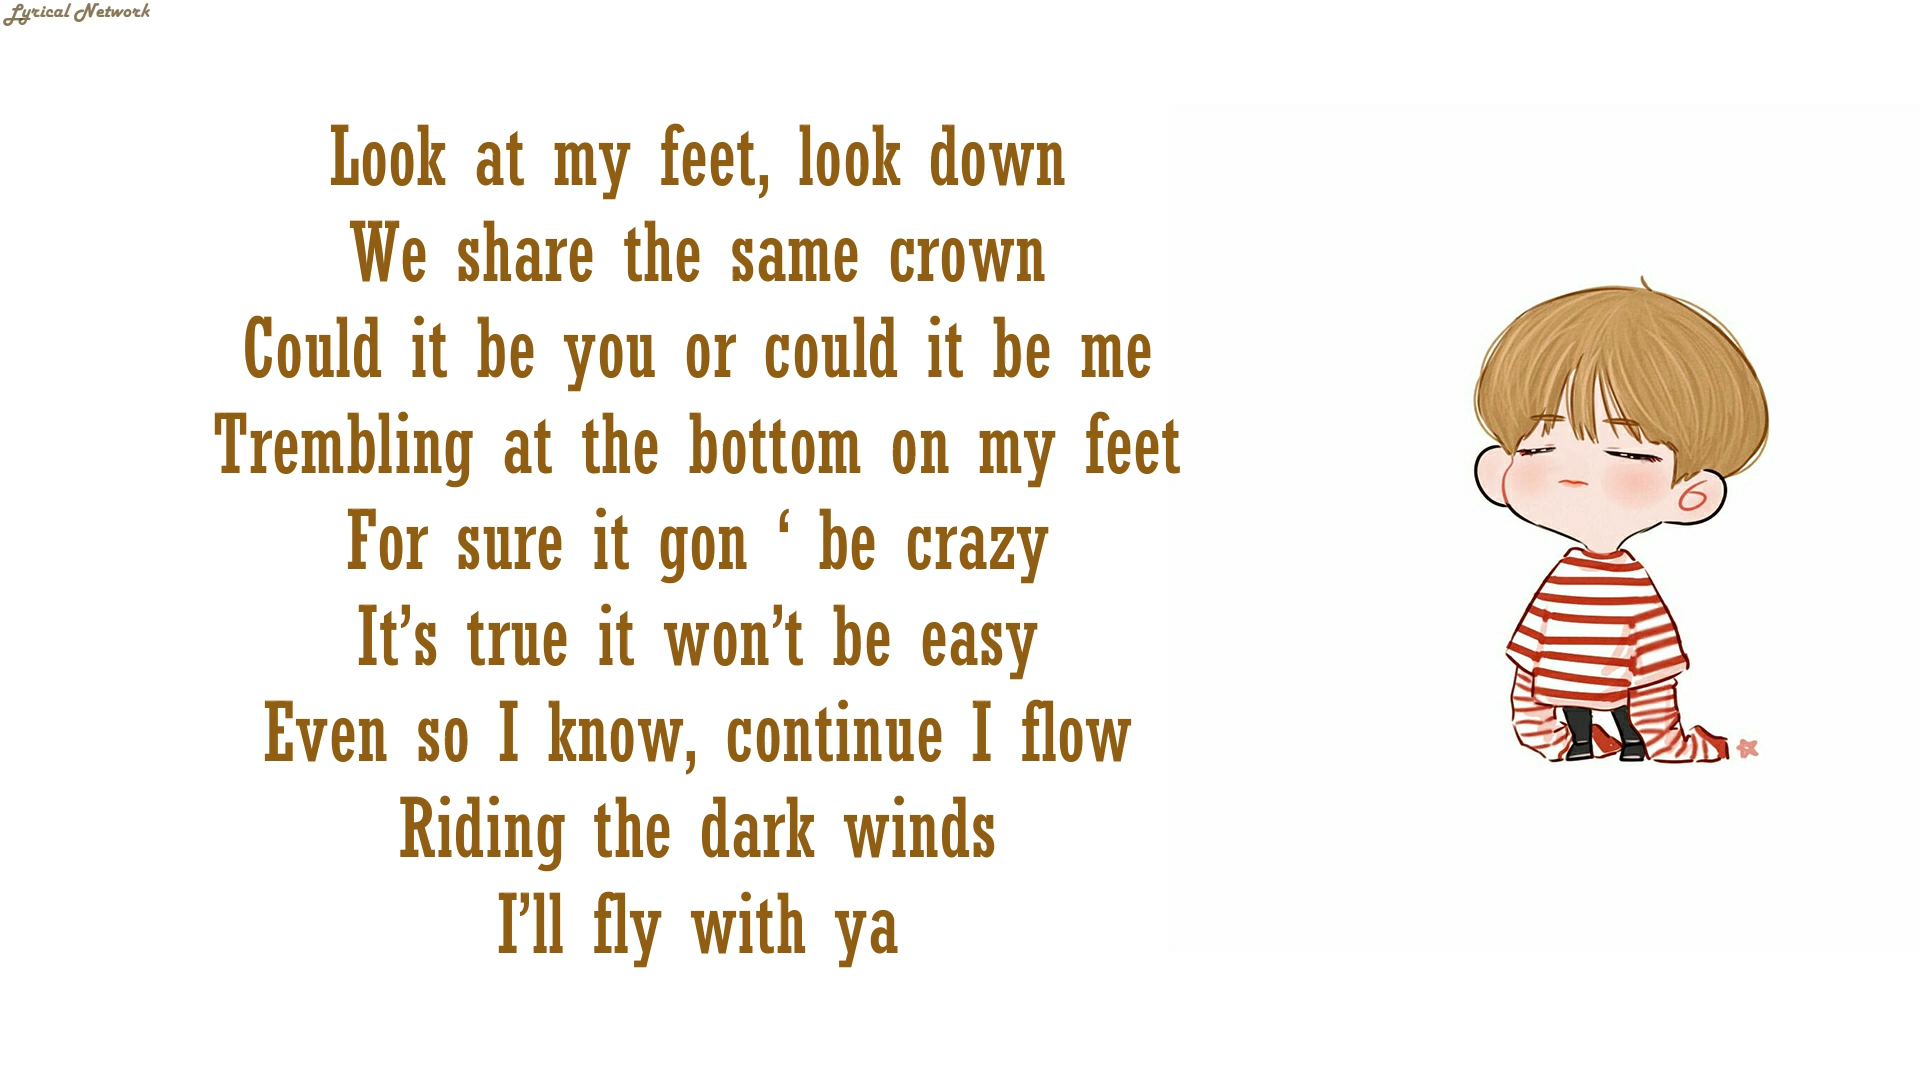 Lyrical Network
Look at my feet, look down
We share the same crown
Could it be you or could it be me
Trembling at the bottom on my feet
For sure it gon ‘ be crazy
It’s true it won’t be easy
Even so I know, continue I flow
Riding the dark winds
I’ll fly with ya